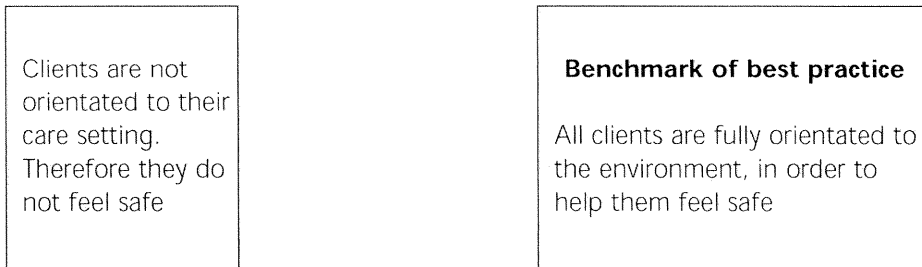 Clients are not
orientated to their
care setting.
Therefore they do
not feel safe
Benchmark of best practice
All clients are fully orientated to
the environment, in order to
help them feel safe